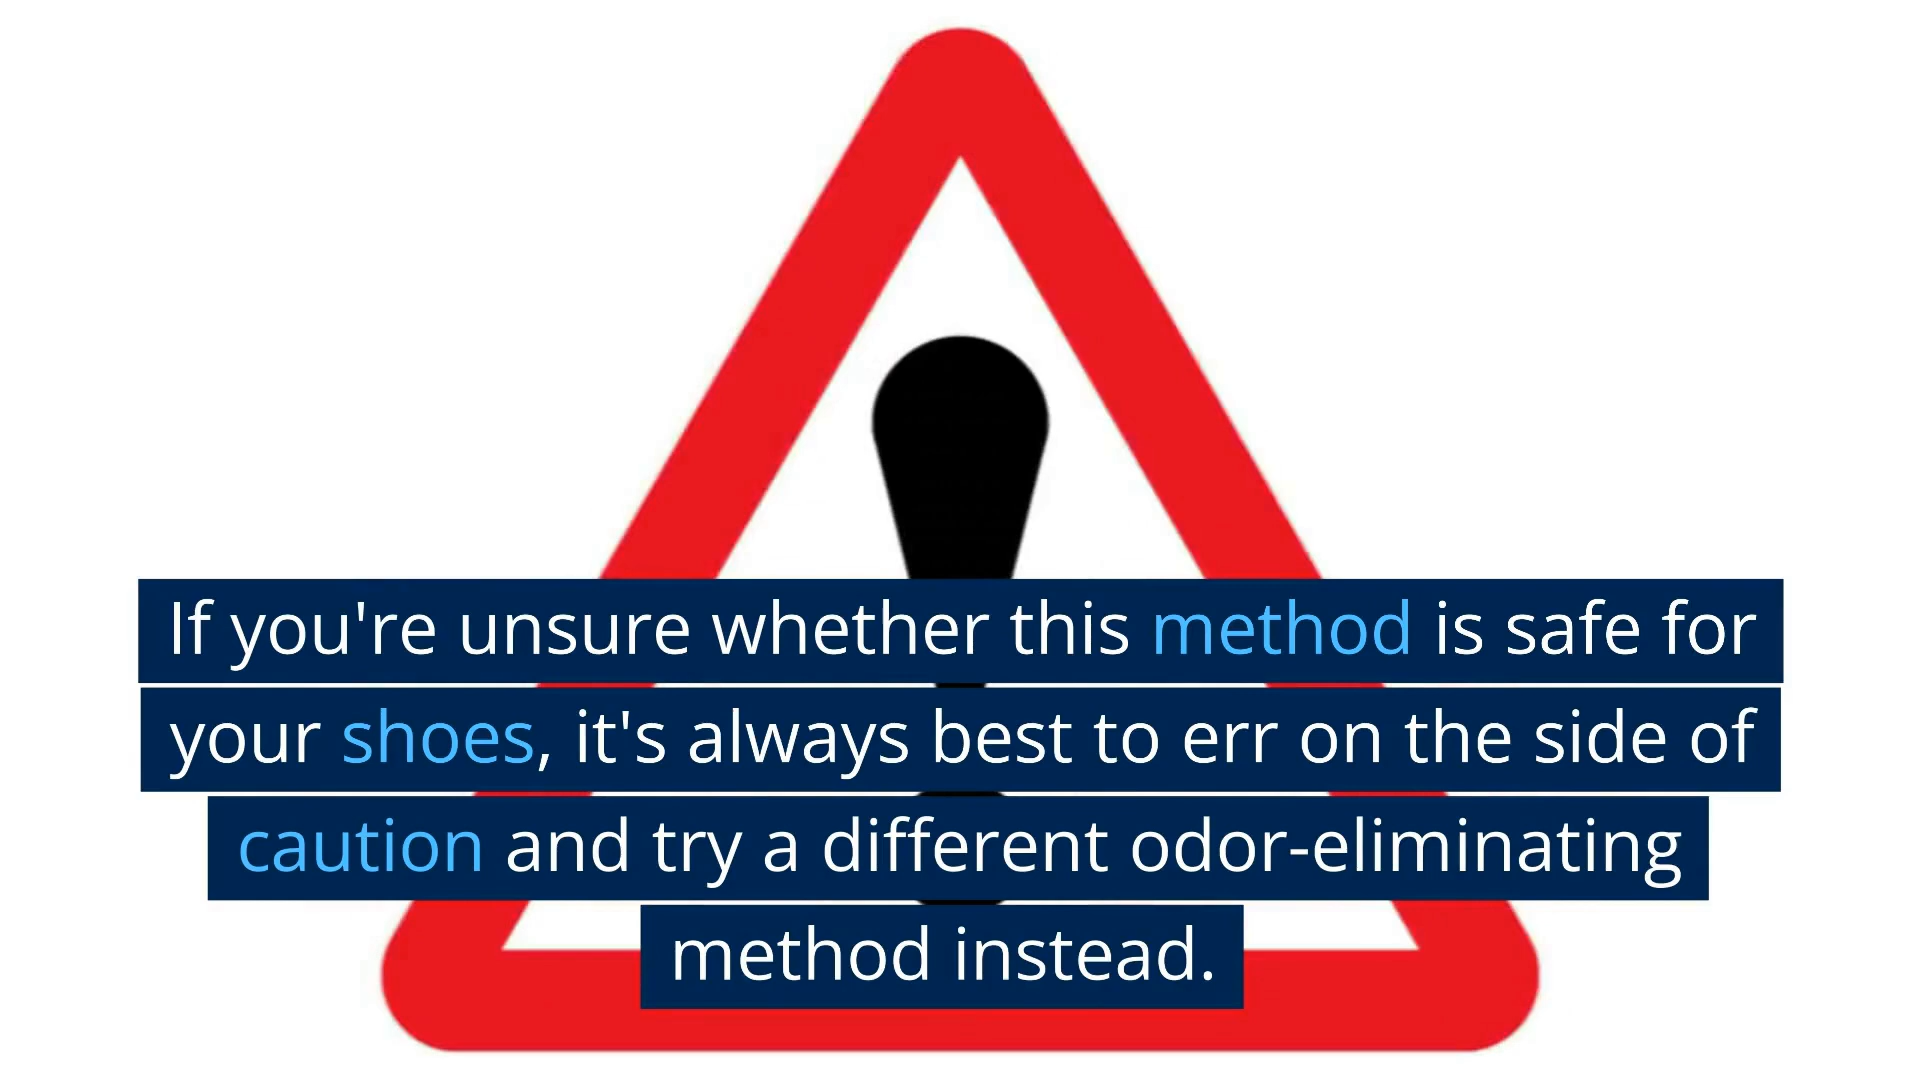 If you're unsure whether this method is safe for
your shoes, it's always best to err on the side of
caution and try a different odor-eliminating
method instead.